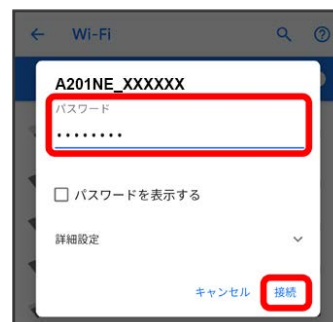 Wi-Fi
A201NE_XXXXXX
パスワード
••••••••
パスワードを表示する
詳細設定
キャンセル 接続